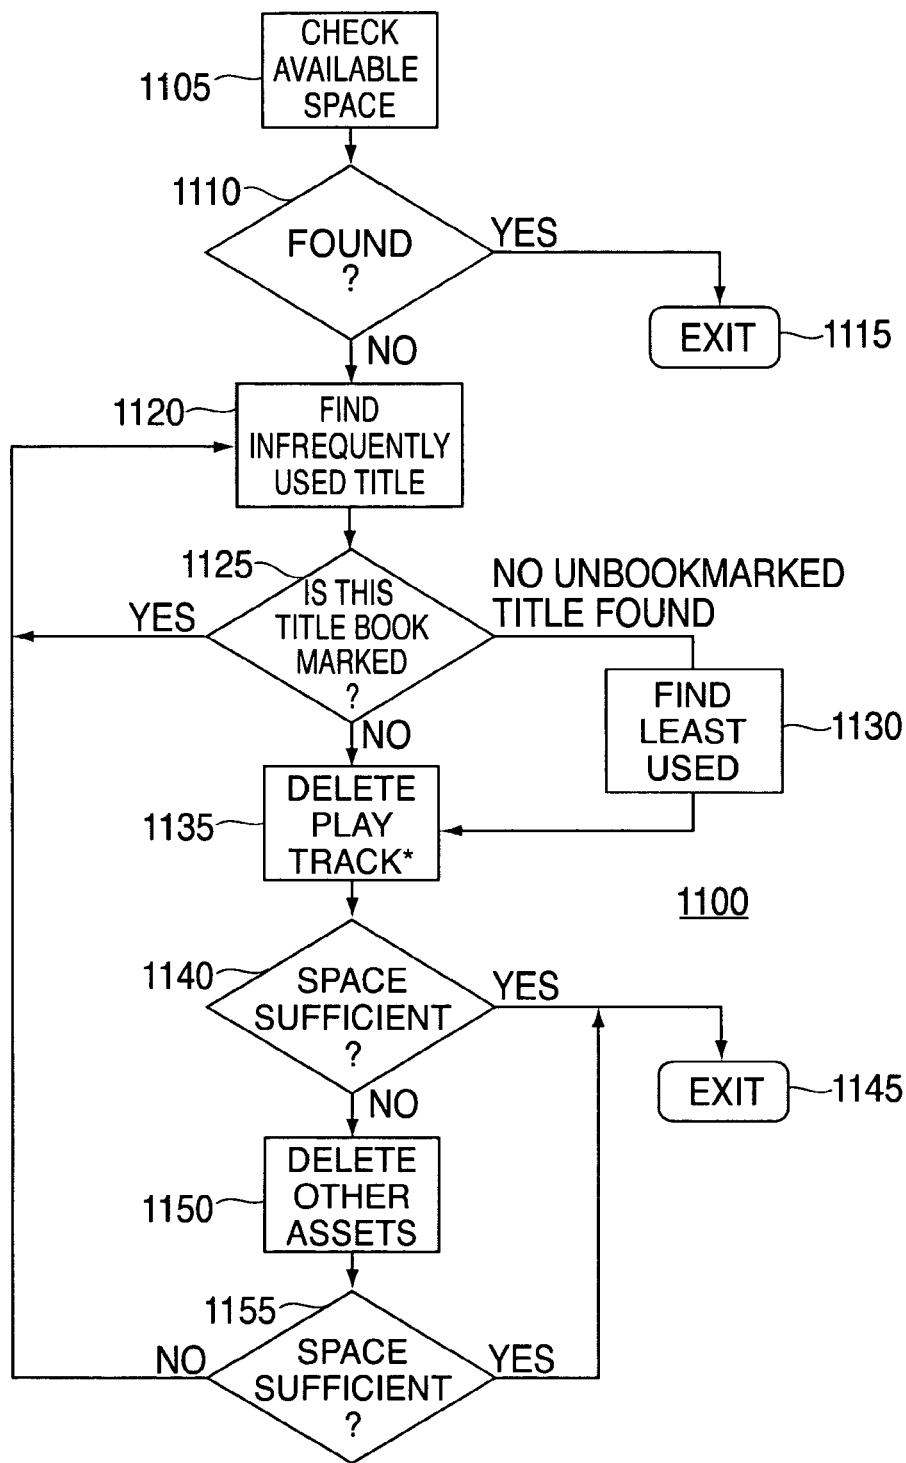 CHECK
AVAILABLE
SPACE
1105
1110
FOUND
?
YES
EXIT
1115
NO
1120
FIND
INFREQUENTLY
USED TITLE
1125
IS THIS
TITLE BOOK
MARKED
?
YES
NO UNBOOKMARKED
TITLE FOUND
FIND
LEAST
USED
1130
NO
DELETE
PLAY
TRACK*
1135
1100
1140
SPACE
SUFFICIENT
?
YES
EXIT
1145
NO
DELETE
OTHER
ASSETS
1150
1155
SPACE
SUFFICIENT
?
NO
YES